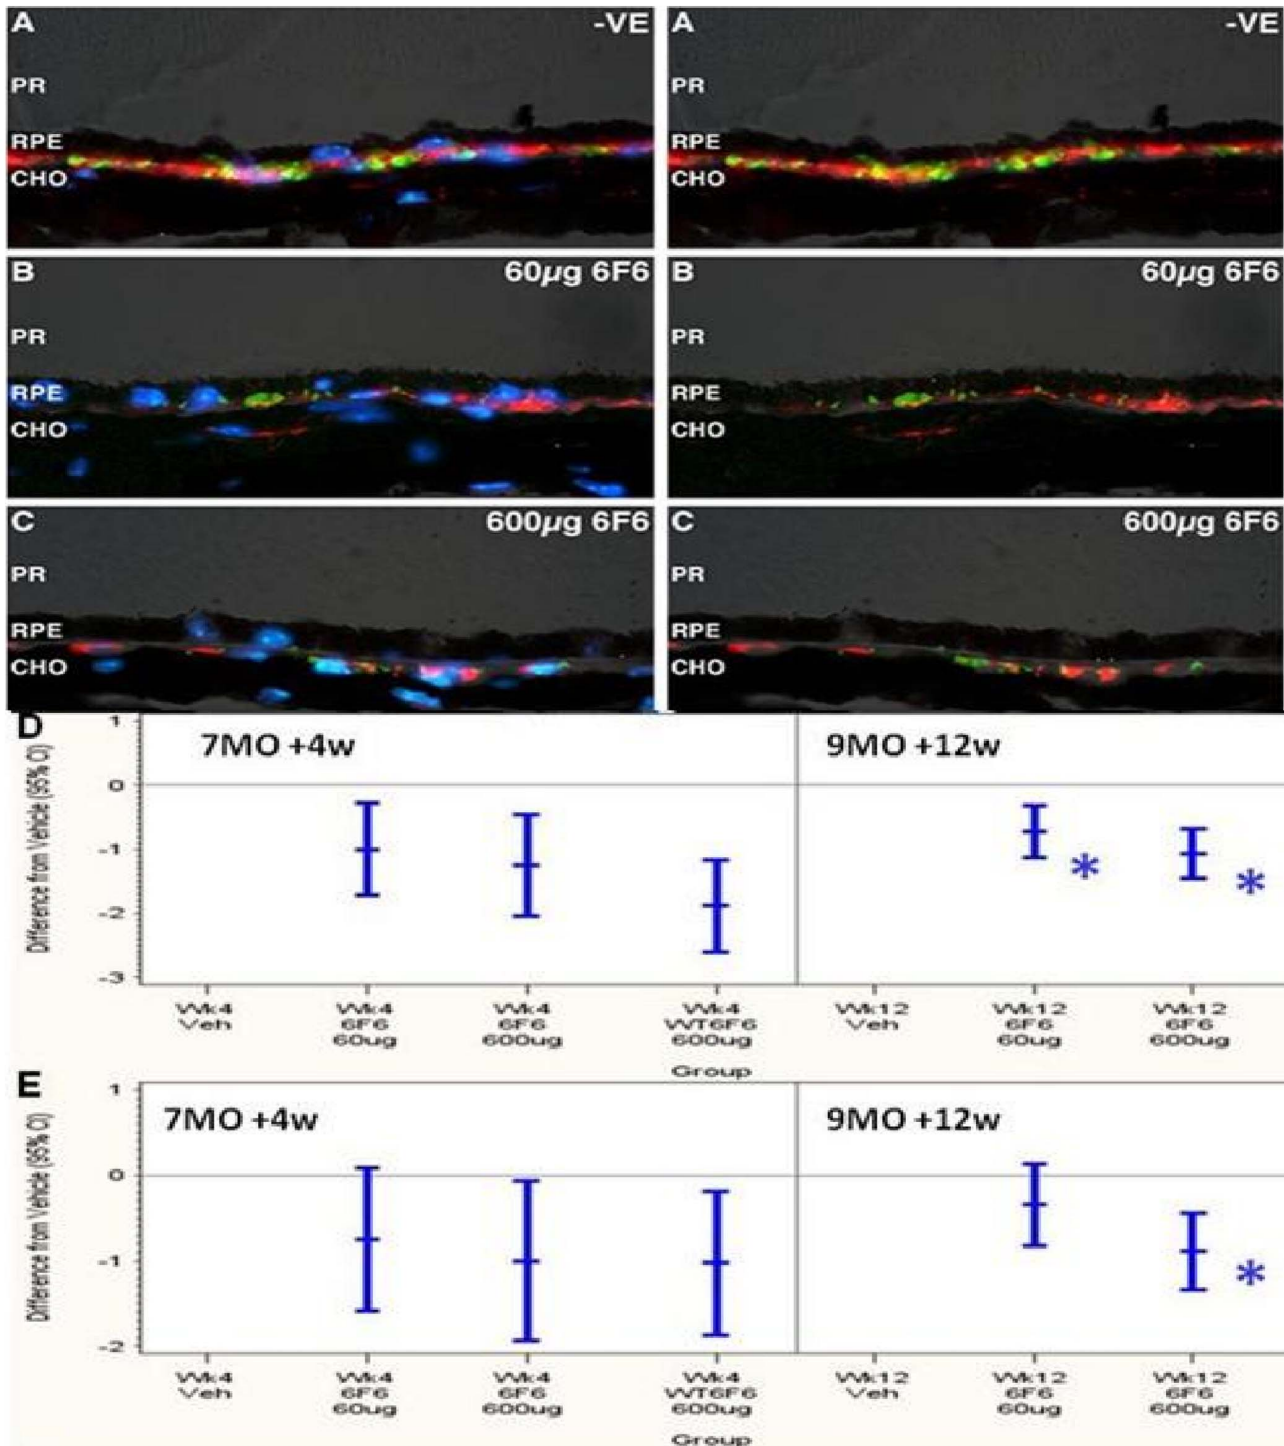 A -VE
PR
RPE
CHO
A -VE
PR
RPE
CHO
B 60µg 6F6
PR
RPE
CHO
B 60µg 6F6
PR
RPE
CHO
C 600µg 6F6
PR
RPE
CHO
C 600µg 6F6
PR
RPE
CHO
D
Difference from Vehicle (95% CI)
1
0
-1
-2
-3
7MO +4w
9MO +12w
*
*
Wk4
Veh
Wk4
6F6
60ug
Wk4
6F6
600ug
Wk4
WT6F6
600ug
Wk12
Veh
Wk12
6F6
60ug
Wk12
6F6
600ug
Group
E
Difference from Vehicle (95% CI)
1
0
-1
-2
7MO +4w
9MO +12w
*
Wk4
Veh
Wk4
6F6
60ug
Wk4
6F6
600ug
Wk4
WT6F6
600ug
Wk12
Veh
Wk12
6F6
60ug
Wk12
6F6
600ug
Group